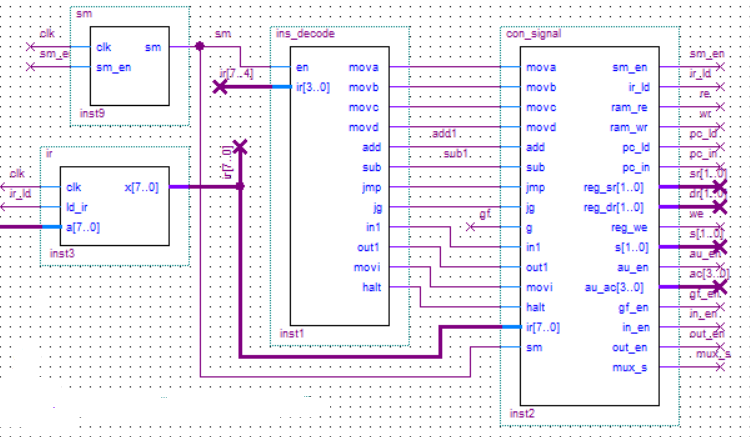 sm
clk
sm_e
clk
sm_en
sm
inst9
sm
ir
clk
ir_ld
clk
ld_ir
a[7..0]
x[7..0]
inst3
ir[7..0]
ins_decode
ir[7..4]
en
ir[3..0]
mova
movb
movc
movd
add
sub
jmp
jg
in1
out1
movi
halt
inst1
add1
sub1
gf
con_signal
mova
movb
movc
movd
add
sub
jmp
jg
g
in1
out1
movi
halt
ir[7..0]
sm
sm_en
ir_ld
ram_re
ram_wr
pc_ld
pc_in
reg_sr[1..0]
reg_dr[1..0]
reg_we
s[1..0]
au_en
au_ac[3..0]
gf_en
in_en
out_en
mux_s
inst2
sm_en
ir_ld
re
wr
pc_ld
pc_in
sr[1..0]
dr[1..0]
we
s[1..0]
au_en
ac[3..0]
gf_en
in_en
out_en
mux_s